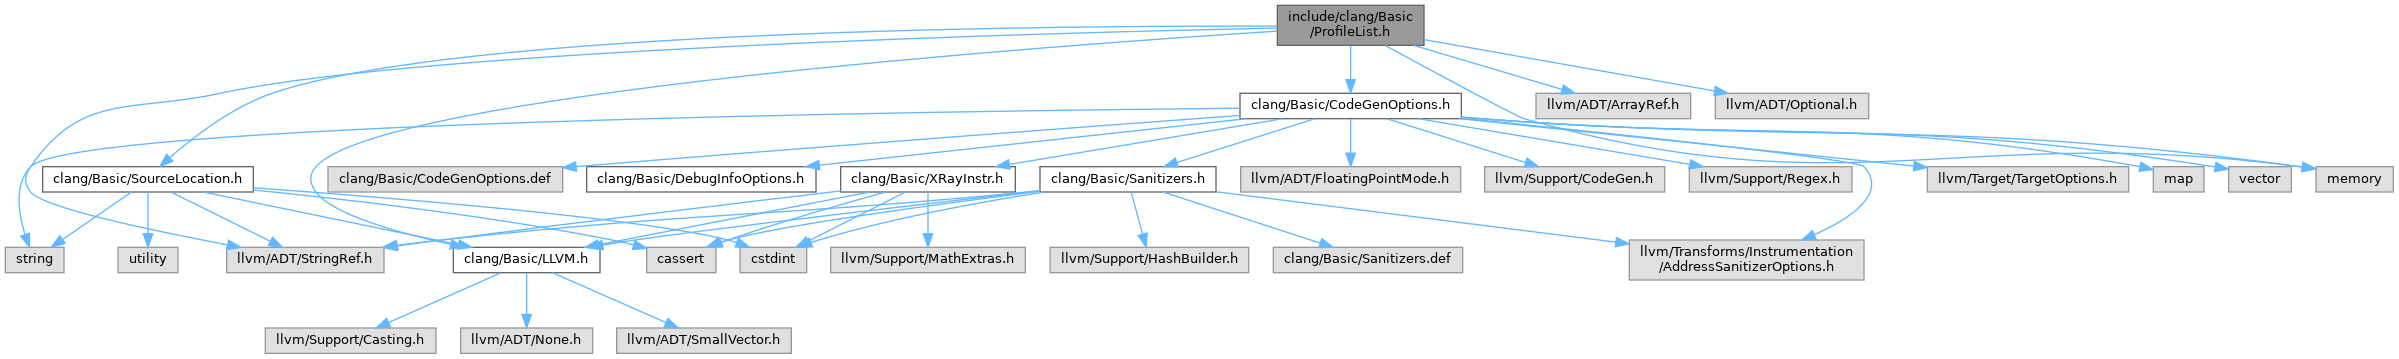 include/clang/Basic
/ProfileList.h
clang/Basic/CodeGenOptions.h
llvm/ADT/ArrayRef.h
llvm/ADT/Optional.h
clang/Basic/SourceLocation.h
clang/Basic/CodeGenOptions.def
clang/Basic/DebugInfoOptions.h
clang/Basic/XRayInstr.h
clang/Basic/Sanitizers.h
llvm/ADT/FloatingPointMode.h
llvm/Support/CodeGen.h
llvm/Support/Regex.h
llvm/Target/TargetOptions.h
map
vector
memory
string
utility
llvm/ADT/StringRef.h
clang/Basic/LLVM.h
cassert
cstdint
llvm/Support/MathExtras.h
llvm/Support/HashBuilder.h
clang/Basic/Sanitizers.def
llvm/Transforms/Instrumentation
/AddressSanitizerOptions.h
llvm/Support/Casting.h
llvm/ADT/None.h
llvm/ADT/SmallVector.h